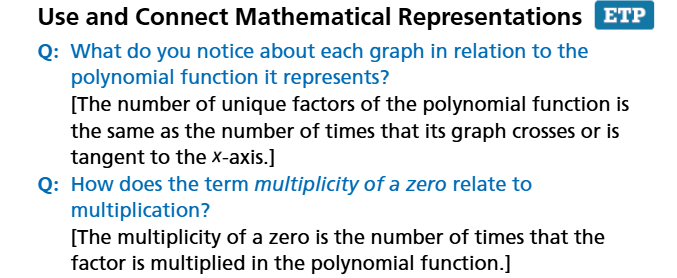 Use and Connect Mathematical Representations ETP
Q: What do you notice about each graph in relation to the
polynomial function it represents?
[The number of unique factors of the polynomial function is
the same as the number of times that its graph crosses or is
tangent to the x-axis.]
Q: How does the term multiplicity of a zero relate to
multiplication?
[The multiplicity of a zero is the number of times that the
factor is multiplied in the polynomial function.]